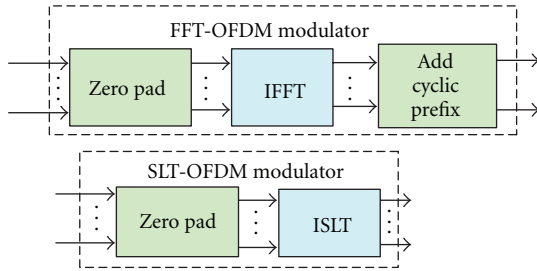 FFT-OFDM modulator
Zero pad
IFFT
Add
cyclic
prefix
SLT-OFDM modulator
Zero pad
ISLT